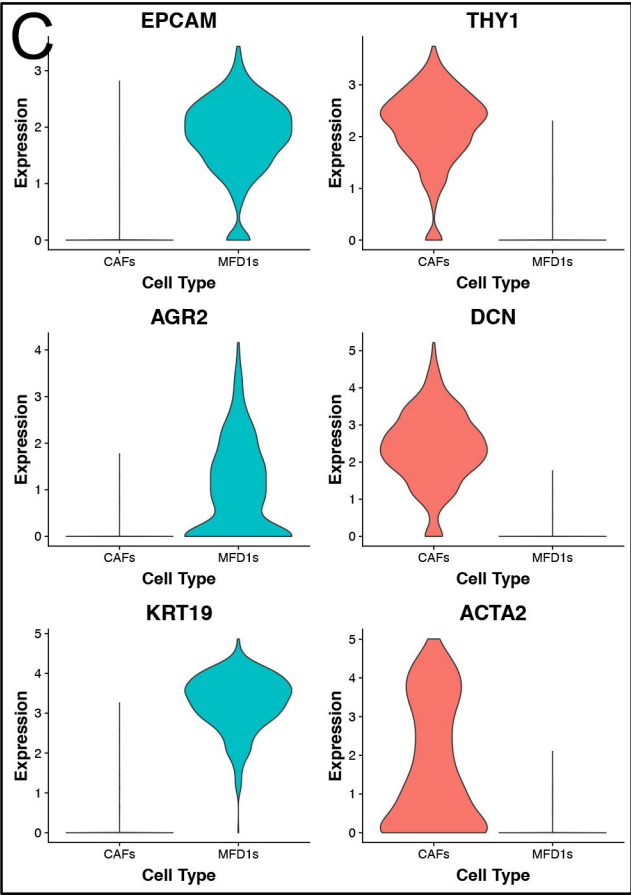 C
EPCAM
Expression
3
2
1
0
CAFs MFD1s
Cell Type
THY1
Expression
3
2
1
0
CAFs MFD1s
Cell Type
AGR2
Expression
4
3
2
1
0
CAFs MFD1s
Cell Type
DCN
Expression
5
4
3
2
1
0
CAFs MFD1s
Cell Type
KRT19
Expression
5
4
3
2
1
0
CAFs MFD1s
Cell Type
ACTA2
Expression
5
4
3
2
1
0
CAFs MFD1s
Cell Type